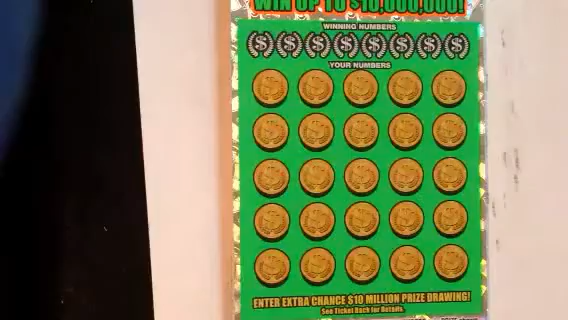 WIN UP TO $10,000,000!
WINNING NUMBERS
YOUR NUMBERS
ENTER EXTRA CHANCE $10 MILLION PRIZE DRAWING!
See Ticket Back for Details.